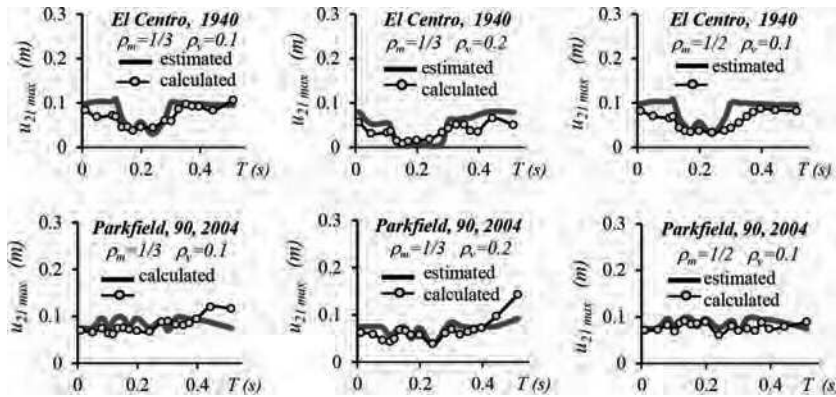 El Centro, 1940
ρm=1/3 ρv=0.1
estimated
calculated
u21 max (m)
0.3
0.2
0.1
0
0
0.2
0.4
T (s)
El Centro, 1940
ρm=1/3 ρv=0.2
estimated
calculated
u21 max (m)
0.3
0.2
0.1
0
0
0.2
0.4
T (s)
El Centro, 1940
ρm=1/2 ρv=0.1
estimated
u21 max (m)
0.3
0.2
0.1
0
0
0.2
0.4
T (s)
Parkfield, 90, 2004
ρm=1/3 ρv=0.1
calculated
u21 max (m)
0.3
0.2
0.1
0
0
0.2
0.4
T (s)
Parkfield, 90, 2004
ρm=1/3 ρv=0.2
estimated
calculated
u21 max (m)
0.3
0.2
0.1
0
0
0.2
0.4
T (s)
Parkfield, 90, 2004
ρm=1/2 ρv=0.1
estimated
calculated
u21 max (m)
0.3
0.2
0.1
0
0
0.2
0.4
T (s)